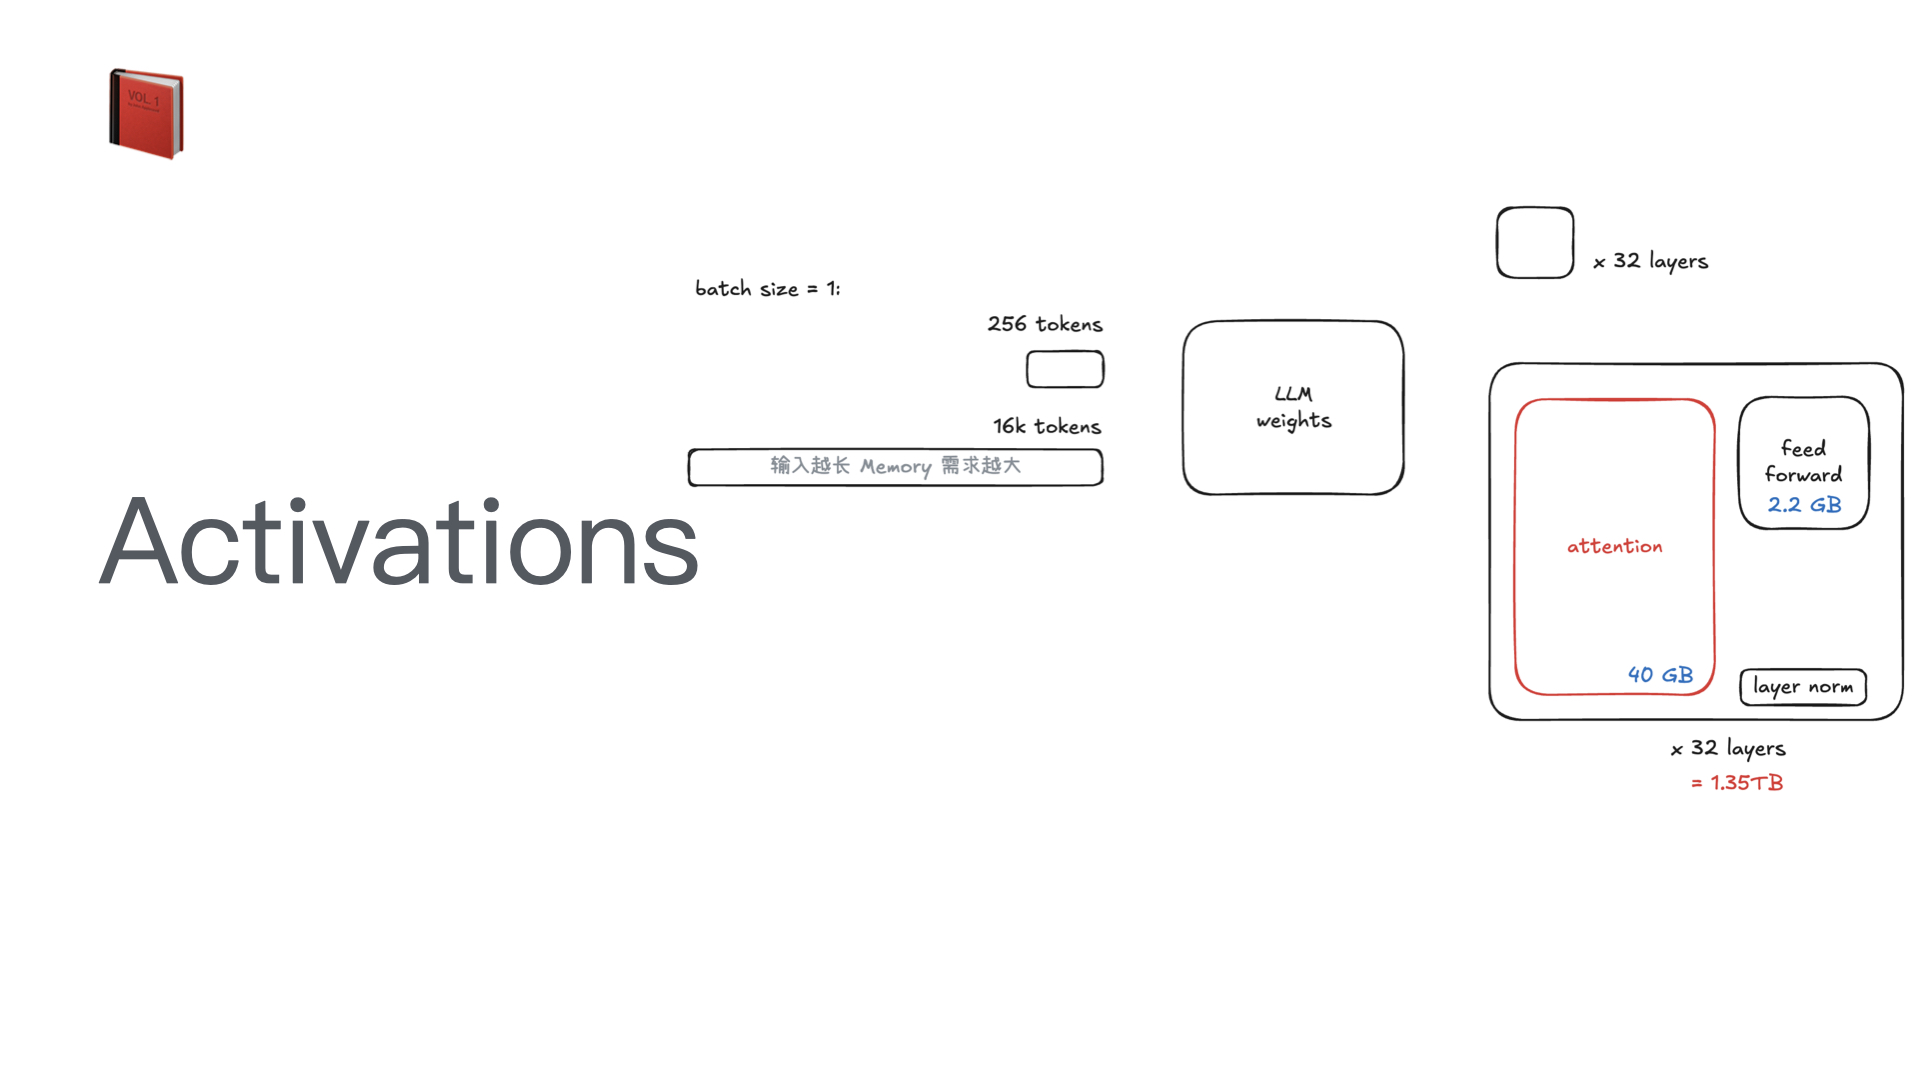 VOL. 1
Activations
batch size = 1:
256 tokens
16k tokens
输入越长 Memory 需求越大
LLM
weights
x 32 layers
attention
40 GB
feed
forward
2.2 GB
layer norm
x 32 layers
= 1.35TB